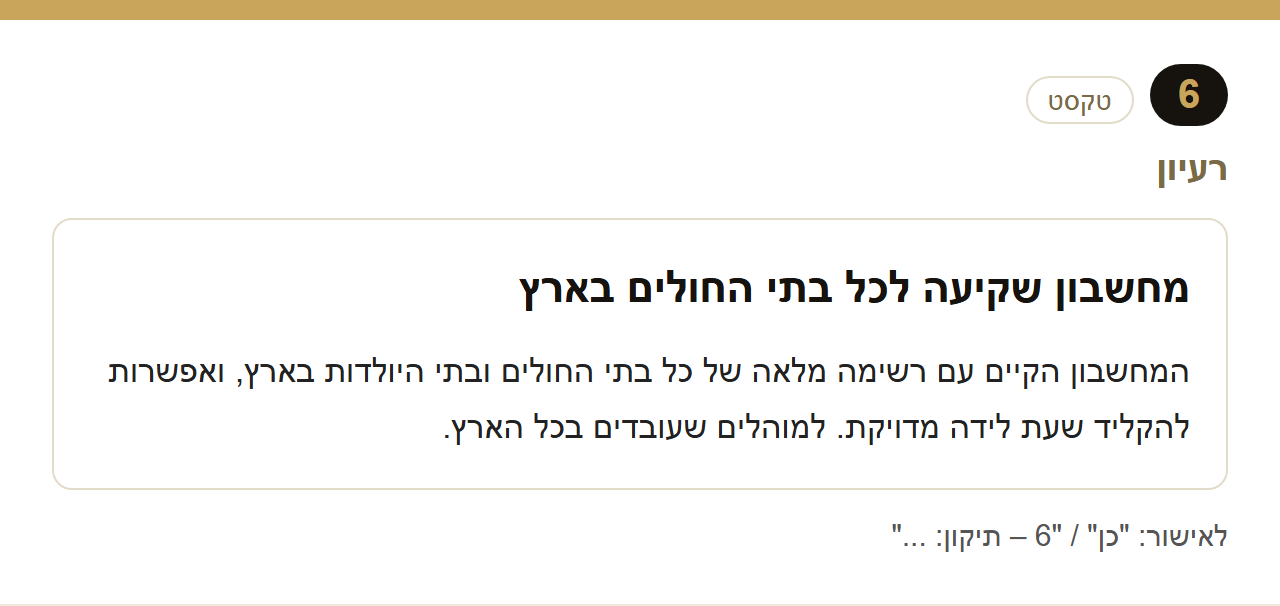 6 טקסט
רעיון
מחשבון שקיעה לכל בתי החולים בארץ
המחשבון הקיים עם רשימה מלאה של כל בתי החולים ובתי היולדות בארץ, ואפשרות
להקליד שעת לידה מדויקת. למוהלים שעובדים בכל הארץ.
לאישור: "כן" / "6 – תיקון: ..."